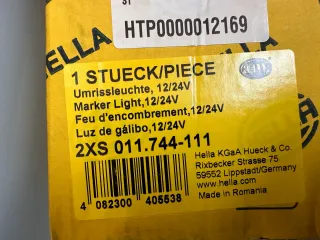 HTP0000012169
HELLA
1 STUECK/PIECE
Umrissleuchte, 12/24V
Marker Light,12/24V
Feu d'encombrement,12/24V
Luz de gálibo,12/24V
2XS 011.744-111
Hella KGaA Hueck & Co.
Rixbecker Strasse 75
59552 Lippstadt/Germany
www.hella.com
Made in Romania
4 082300 405538